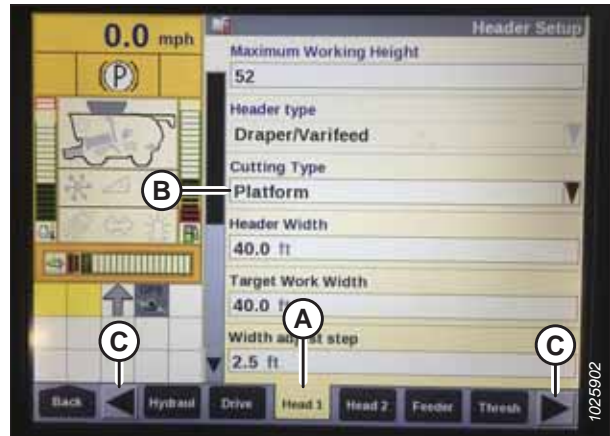 0.0 mph
Header Setup
(P)
Maximum Working Height
52
Header type
Draper/Varifeed
Cutting Type
B
Platform
Header Width
40.0 ft
Target Work Width
40.0
A
Width adjust step
C
C
2.5 ft
Back
Hydraul
Drive
Head 1
Head 2
Feeder
Thresh
1025902